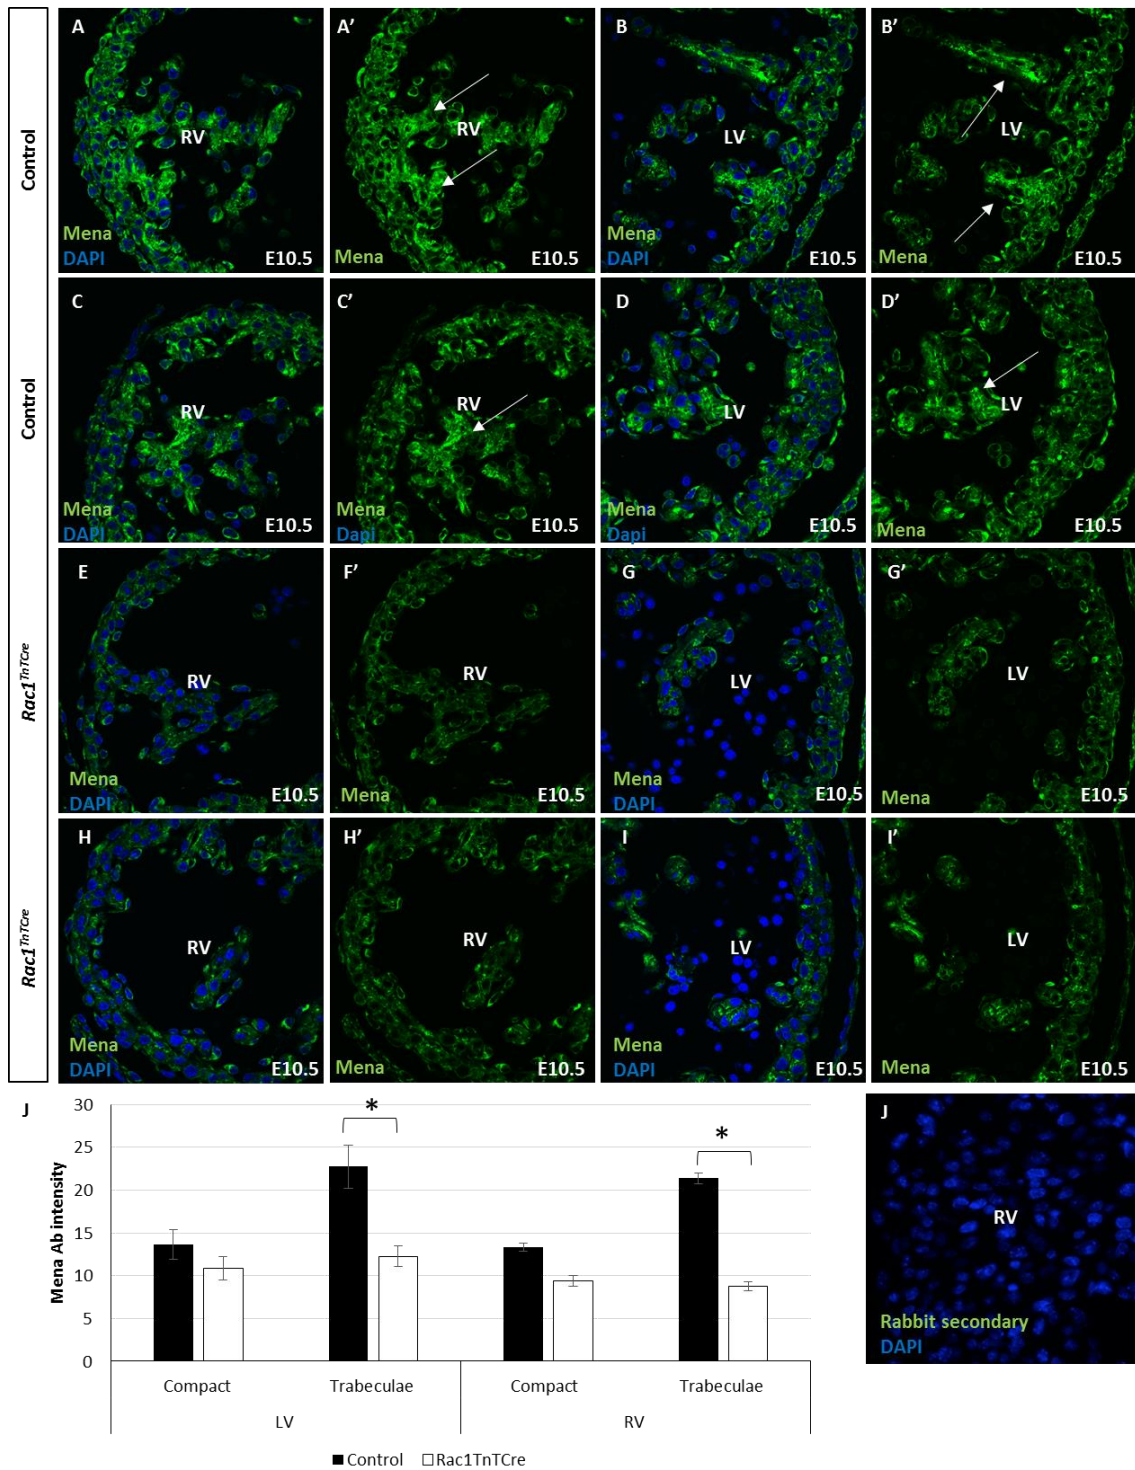 Control
A
RV
Mena
DAPI
E10.5
A’
RV
Mena
E10.5
B
LV
Mena
DAPI
E10.5
B’
LV
Mena
E10.5
Control
C
RV
Mena
DAPI
E10.5
C’
RV
Mena
Dapi
E10.5
D
LV
Mena
Dapi
E10.5
D’
LV
Mena
E10.5
Rac1TnTCre
E
RV
Mena
DAPI
E10.5
F’
RV
Mena
E10.5
G
LV
Mena
DAPI
E10.5
G’
LV
Mena
E10.5
Rac1TnTCre
H
RV
Mena
DAPI
E10.5
H’
RV
Mena
E10.5
I
LV
Mena
DAPI
E10.5
I’
LV
Mena
E10.5
J
Mena Ab intensity
30
25
20
15
10
5
0
*
*
Compact
Trabeculae
Compact
Trabeculae
LV
RV
Control
Rac1TnTCre
J
RV
Rabbit secondary
DAPI